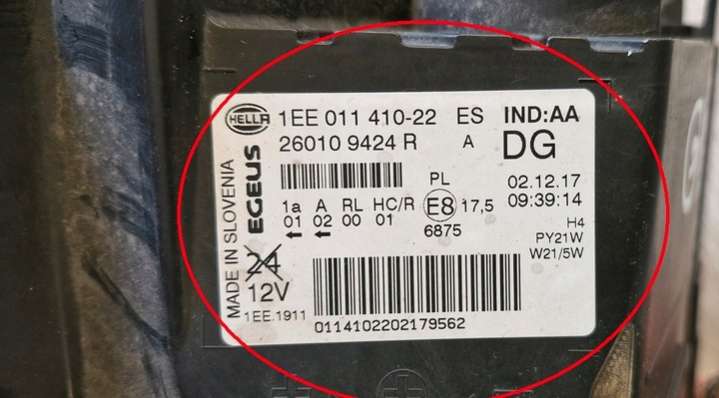 HELLA 1EE 011 410-22 ES IND:AA
260109424R A DG
MADE IN SLOVENIA
EGEUS
PL 02.12.17
1a A RL HC/R E8 17,5 09:39:14
01 02 00 01 6875
H4
PY21W
W21/5W
24
12V
1EE.1911
0114102202179562